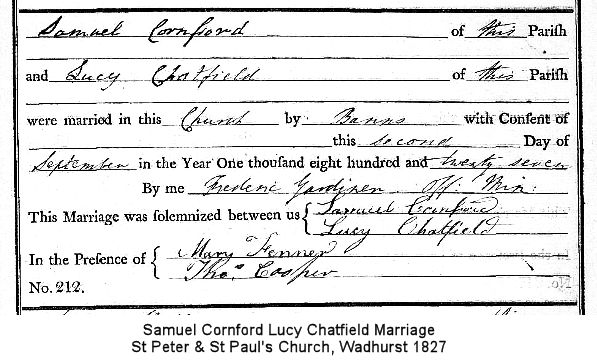 Samuel Cornford of this Pariſh
and Lucy Chatfield of this Pariſh
were married in this Church by Banns with Conſent of
this second Day of
September in the Year One thouſand eight hundred and twenty seven
By me Frederic Gardiner Off: Min:
This Marriage was ſolemnized between us { Samuel Cornford
Lucy Chatfield
In the Preſence of { Mary Fenner
Thos. Cooper
No. 212.
Samuel Cornford Lucy Chatfield Marriage
St Peter & St Paul's Church, Wadhurst 1827